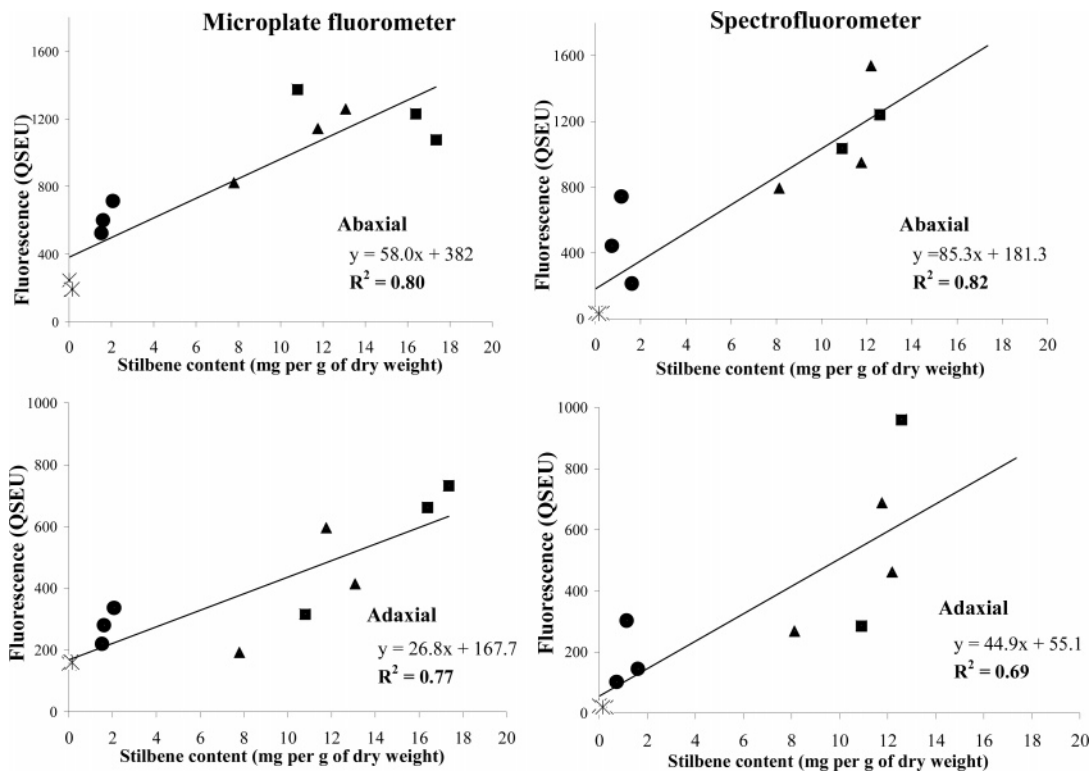 Microplate fluorometer
Fluorescence (QSEU)
1600
1200
800
400
0
Abaxial
y = 58.0x + 382
R² = 0.80
0 2 4 6 8 10 12 14 16 18 20
Stilbene content (mg per g of dry weight)
Spectrofluorometer
Fluorescence (QSEU)
1600
1200
800
400
0
Abaxial
y =85.3x + 181.3
R² = 0.82
0 2 4 6 8 10 12 14 16 18 20
Stilbene content (mg per g of dry weight)
Fluorescence (QSEU)
1000
800
600
400
200
0
Adaxial
y = 26.8x + 167.7
R² = 0.77
0 2 4 6 8 10 12 14 16 18 20
Stilbene content (mg per g of dry weight)
Fluorescence (QSEU)
1000
800
600
400
200
0
Adaxial
y = 44.9x + 55.1
R² = 0.69
0 2 4 6 8 10 12 14 16 18 20
Stilbene content (mg per g of dry weight)